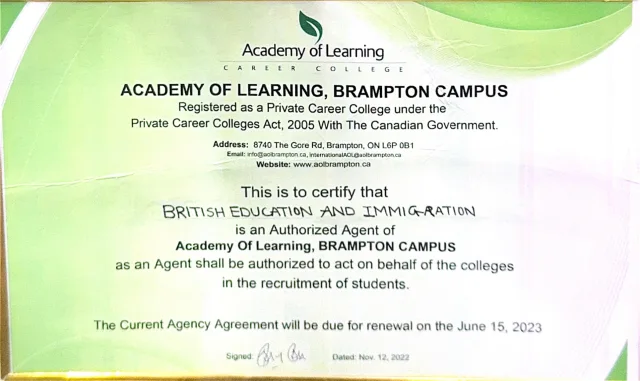 Academy of Learning
CAREER COLLEGE
ACADEMY OF LEARNING, BRAMPTON CAMPUS
Registered as a Private Career College under the
Private Career Colleges Act, 2005 With The Canadian Government.
Address: 8740 The Gore Rd, Brampton, ON L6P 0B1
Email: info@aolbrampton.ca, InternationalAOL@aolbrampton.ca
Website: www.aolbrampton.ca
This is to certify that
BRITISH EDUCATION AND IMMIGRATION
is an Authorized Agent of
Academy Of Learning, BRAMPTON CAMPUS
as an Agent shall be authorized to act on behalf of the colleges
in the recruitment of students.
The Current Agency Agreement will be due for renewal on the June 15, 2023
Signed: Dated: Nov. 12, 2022